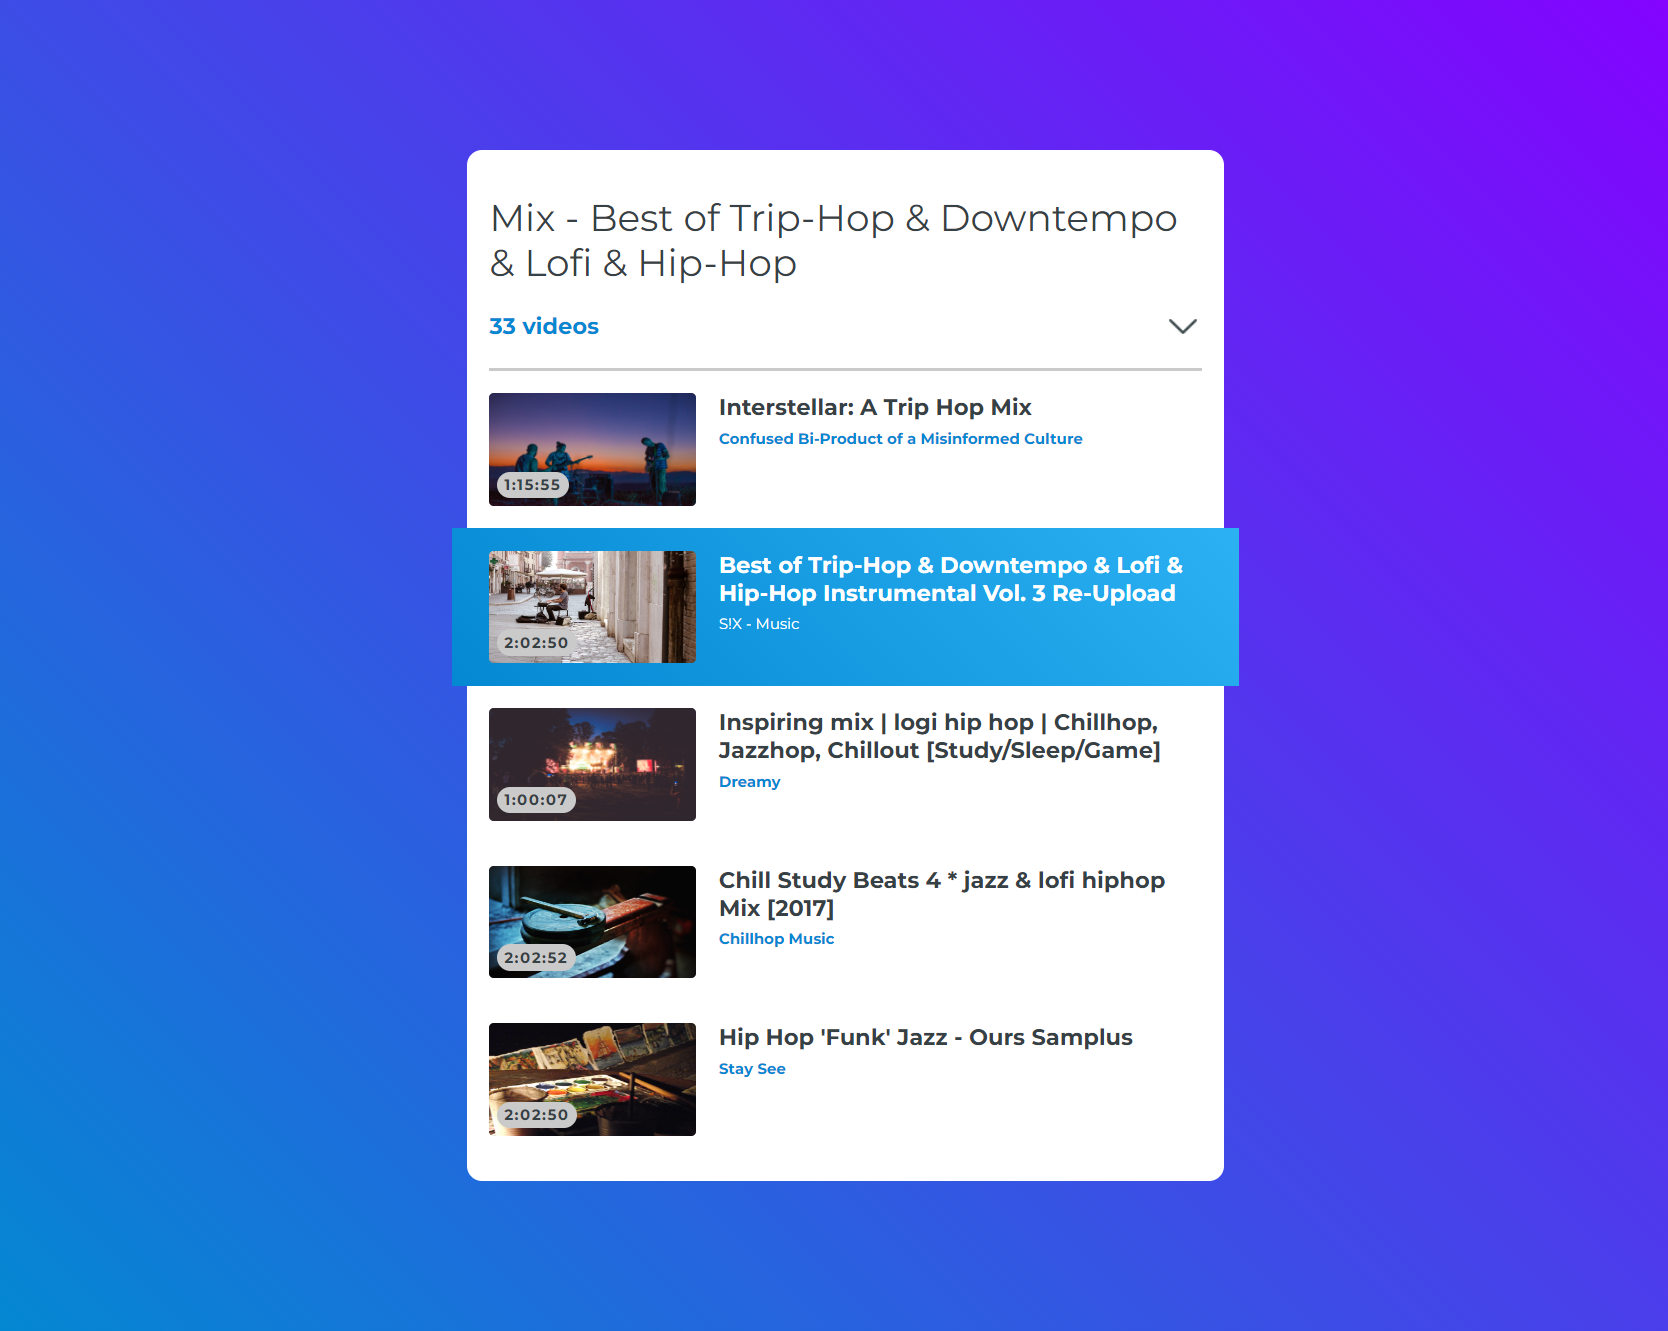 Mix - Best of Trip-Hop & Downtempo
& Lofi & Hip-Hop
33 videos
Interstellar: A Trip Hop Mix
Confused Bi-Product of a Misinformed Culture
1:15:55
Best of Trip-Hop & Downtempo & Lofi &
Hip-Hop Instrumental Vol. 3 Re-Upload
S!X - Music
2:02:50
Inspiring mix | logi hip hop | Chillhop,
Jazzhop, Chillout [Study/Sleep/Game]
Dreamy
1:00:07
Chill Study Beats 4 * jazz & lofi hiphop
Mix [2017]
Chillhop Music
2:02:52
Hip Hop 'Funk' Jazz - Ours Samplus
Stay See
2:02:50